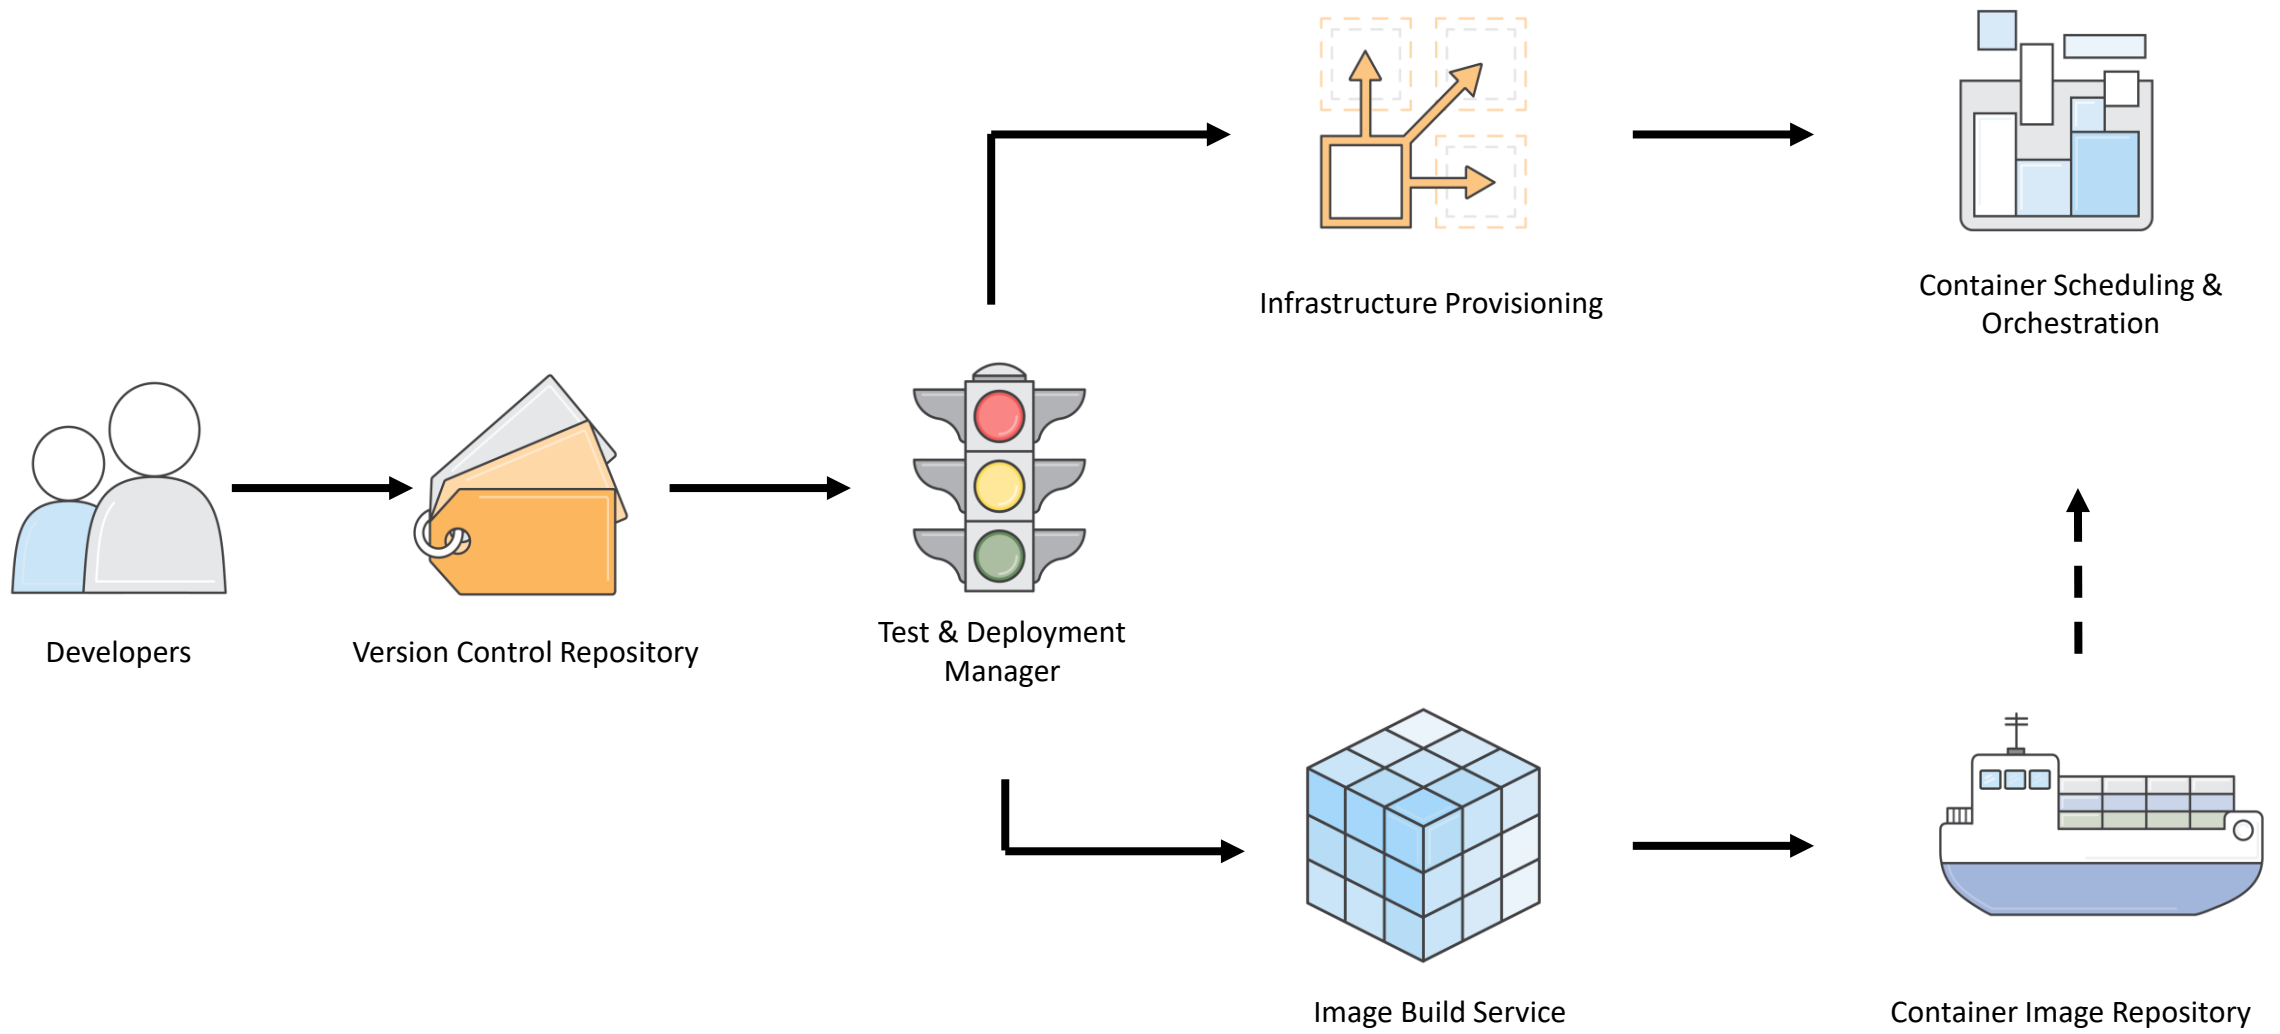 Infrastructure Provisioning
Container Scheduling &
Orchestration
Developers
Version Control Repository
Test & Deployment
Manager
Image Build Service
Container Image Repository